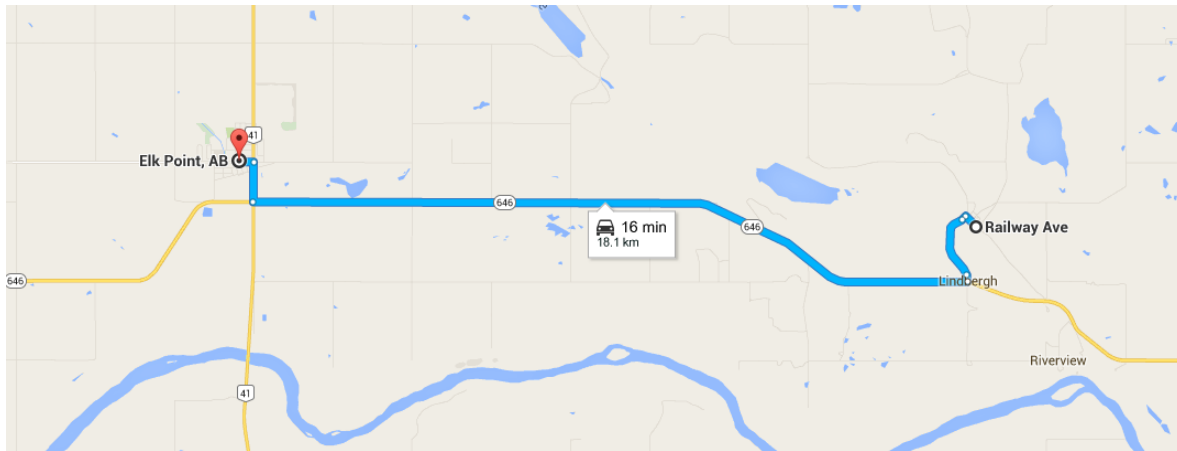 41
Elk Point, AB
646
16 min
18.1 km
646
Railway Ave
646
Lindbergh
Riverview
41